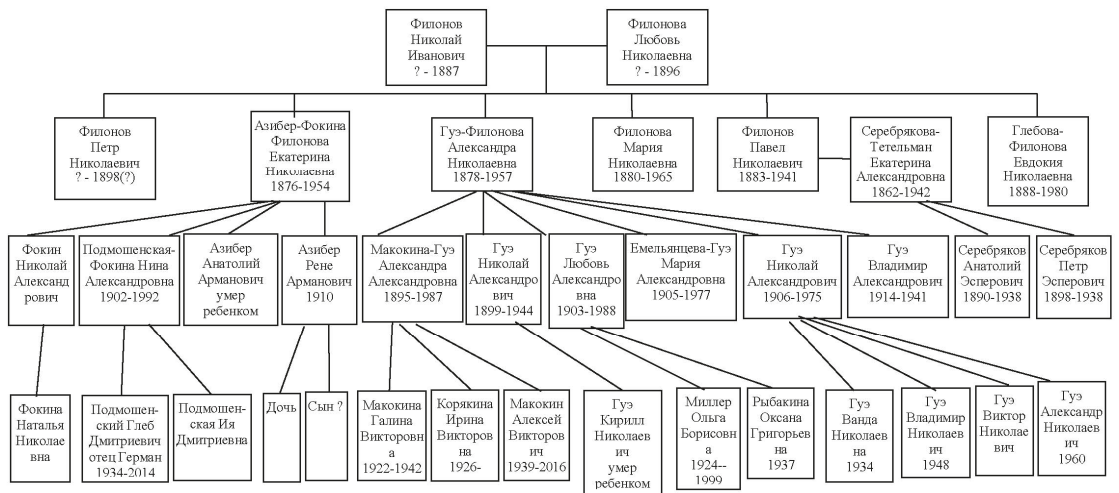 Филонов
Николай
Иванович
? - 1887
Филонова
Любовь
Николаевна
? - 1896
Филонов
Петр
Николаевич
? - 1898(?)
Азибер-Фокина
Филонова
Екатерина
Николаевна
1876-1954
Гуэ-Филонова
Александра
Николаевна
1878-1957
Филонова
Мария
Николаевна
1880-1965
Филонов
Павел
Николаевич
1883-1941
Серебрякова-
Тетельман
Екатерина
Александровна
1862-1942
Глебова-
Филонова
Евдокия
Николаевна
1888-1980
Фокин
Николай
Александ
рович
Подмошенская-
Фокина Нина
Александровна
1902-1992
Азибер
Анатолий
Арманович
умер
ребенком
Азибер
Рене
Арманович
1910
Макокина-Гуэ
Александра
Александровна
1895-1987
Гуэ
Николай
Александр
ович
1899-1944
Гуэ
Любовь
Александро
вна
1903-1988
Емельянцева-Гуэ
Мария
Александровна
1905-1977
Гуэ
Николай
Александрович
1906-1975
Гуэ
Владимир
Александрович
1914-1941
Серебряков
Анатолий
Эсперович
1890-1938
Серебряков
Петр
Эсперович
1898-1938
Фокина
Наталья
Николае
вна
Подмошен-
ский Глеб
Дмитриевич
отец Герман
1934-2014
Подмошен-
ская Ия
Дмитриевна
Дочь
Сын ?
Макокина
Галина
Викторовн
а
1922-1942
Корякина
Ирина
Викторов
на
1926-
Макокин
Алексей
Викторов
ич
1939-2016
Гуэ
Кирилл
Николаев
ич
умер
ребенком
Миллер
Ольга
Борисовн
а
1924--
1999
Рыбакина
Оксана
Григорьев
на
1937
Гуэ
Ванда
Николаев
на
1934
Гуэ
Владимир
Николаев
ич
1948
Гуэ
Виктор
Николае
вич
Гуэ
Александр
Николаев
ич
1960